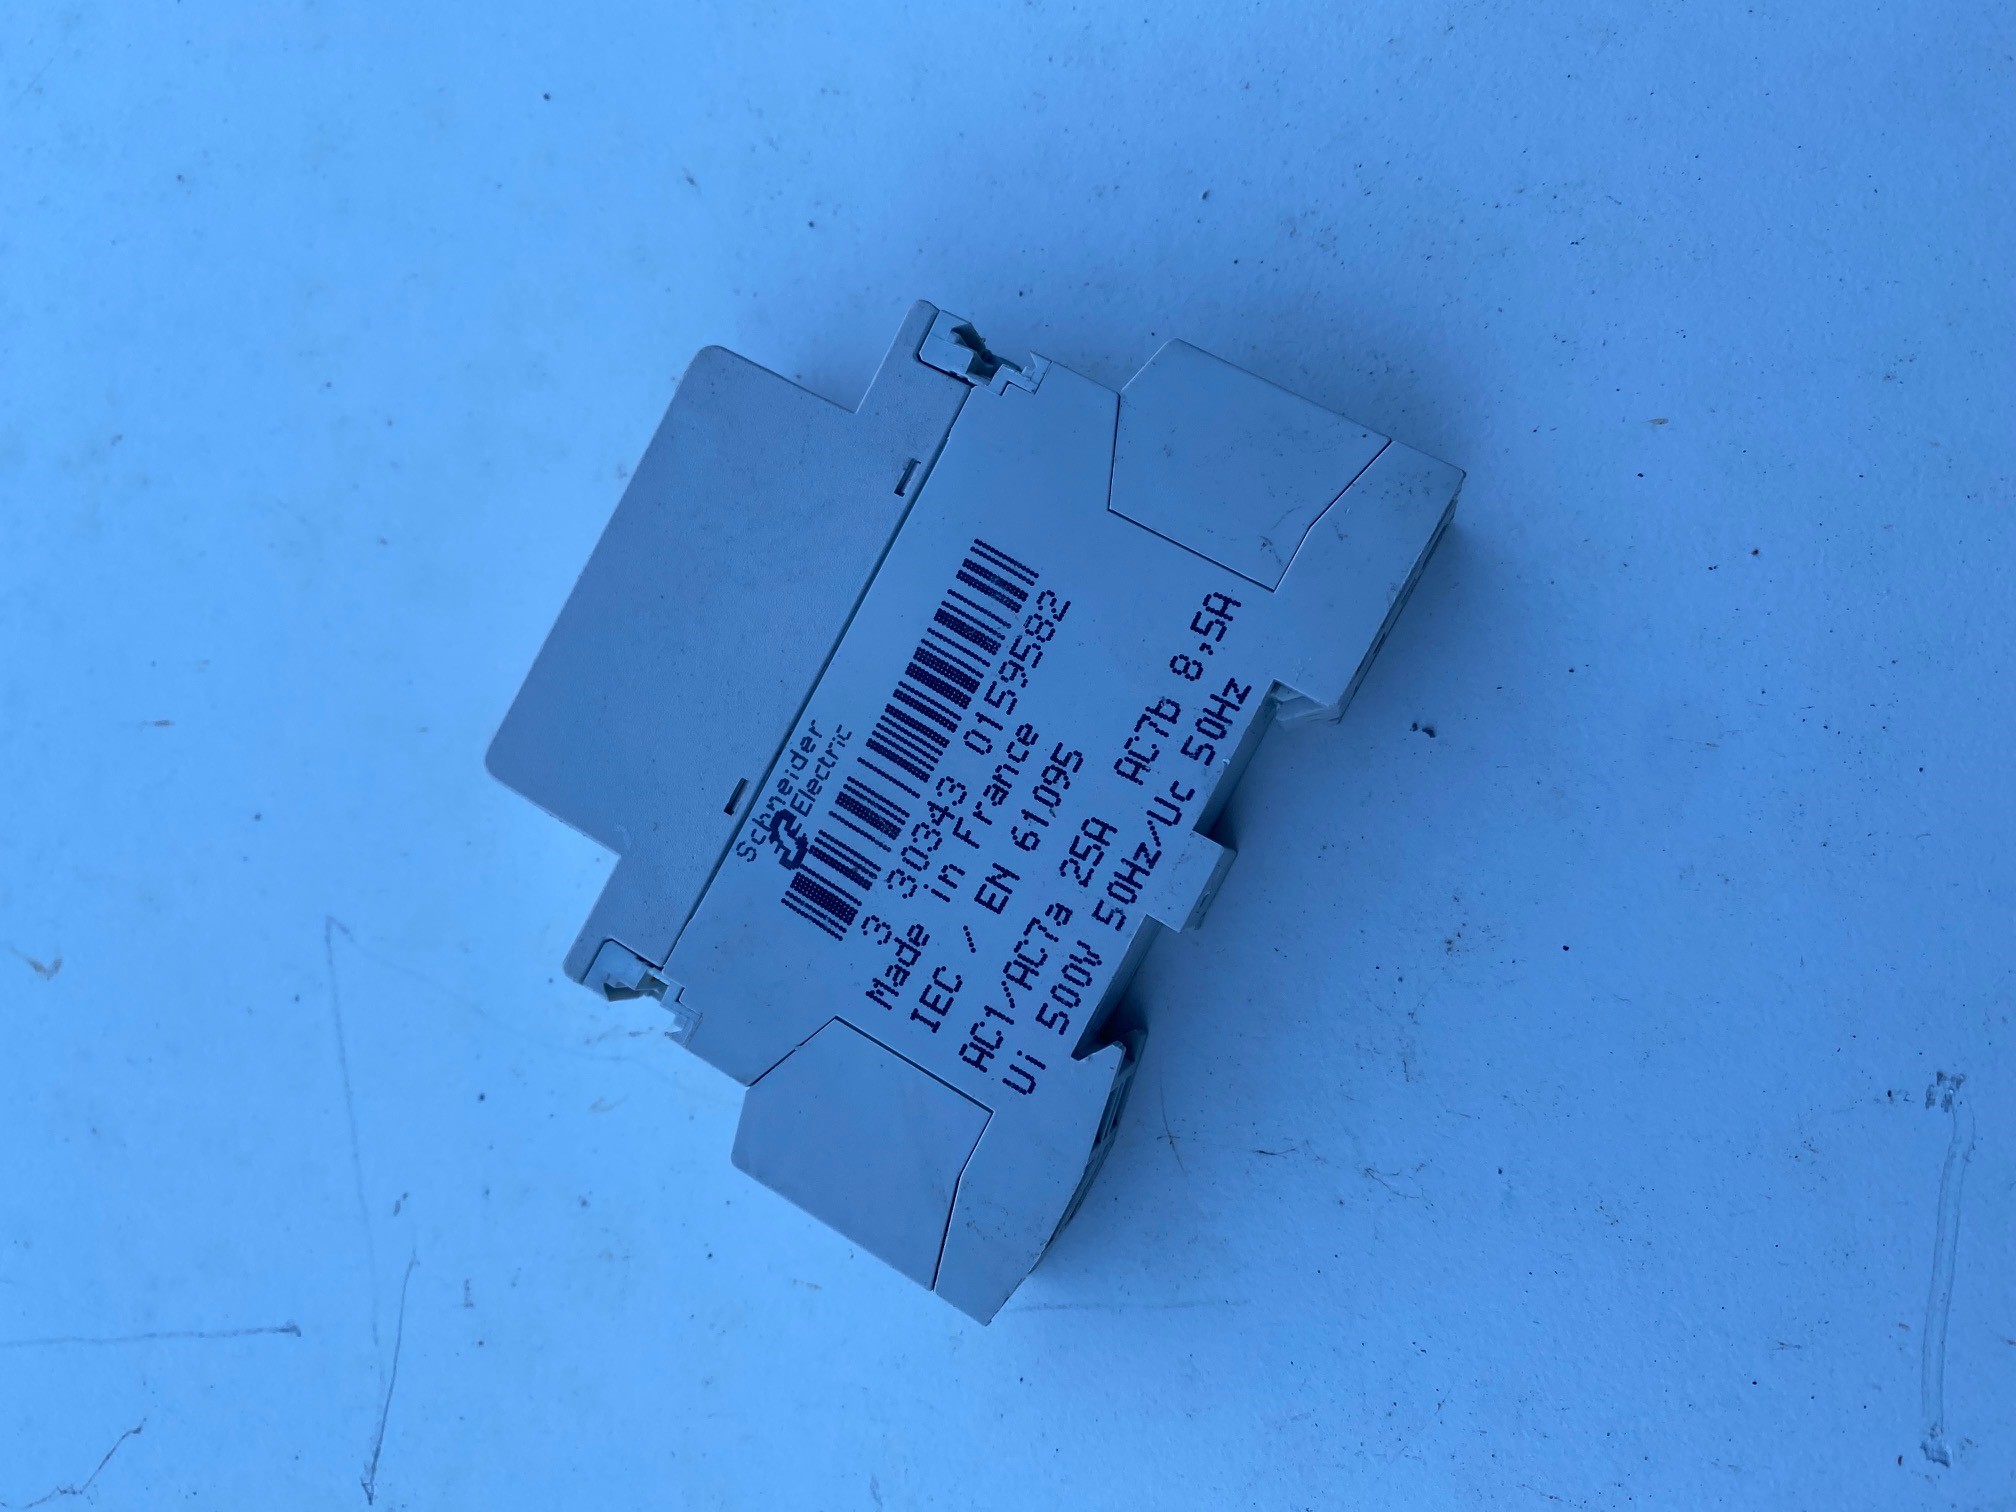 Schneider
Electric
3 30343 0159582
Made in France
IEC / EN 61095
AC1/AC7a 25A AC7b 8,5A
Ui 500V 50Hz/Uc 50Hz